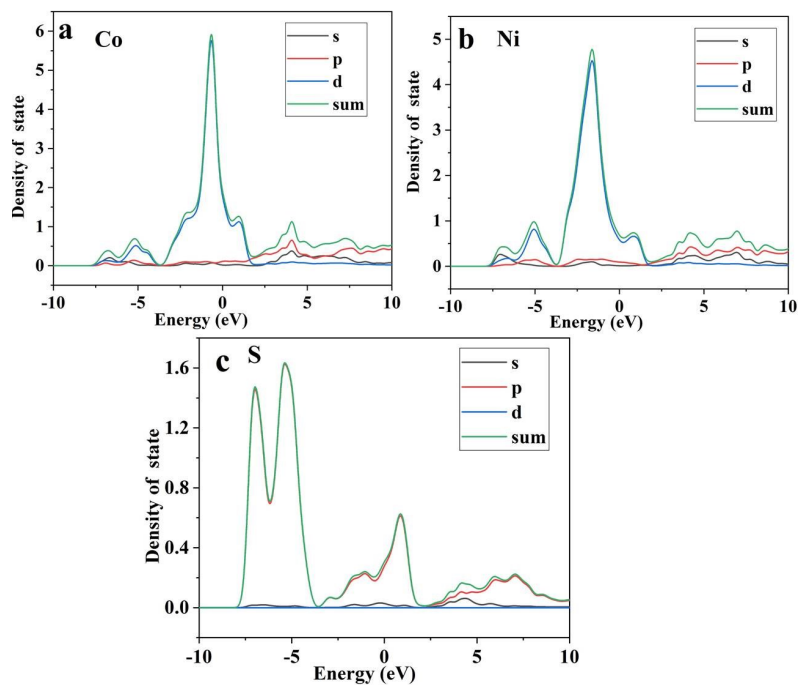 a Co
s
p
d
sum
Density of state
6
5
4
3
2
1
0
-10 -5 0 5 10
Energy (eV)
b Ni
s
p
d
sum
Density of state
5
4
3
2
1
0
-10 -5 0 5 10
Energy (eV)
c S
s
p
d
sum
Density of state
1.6
1.2
0.8
0.4
0.0
-10 -5 0 5 10
Energy (eV)